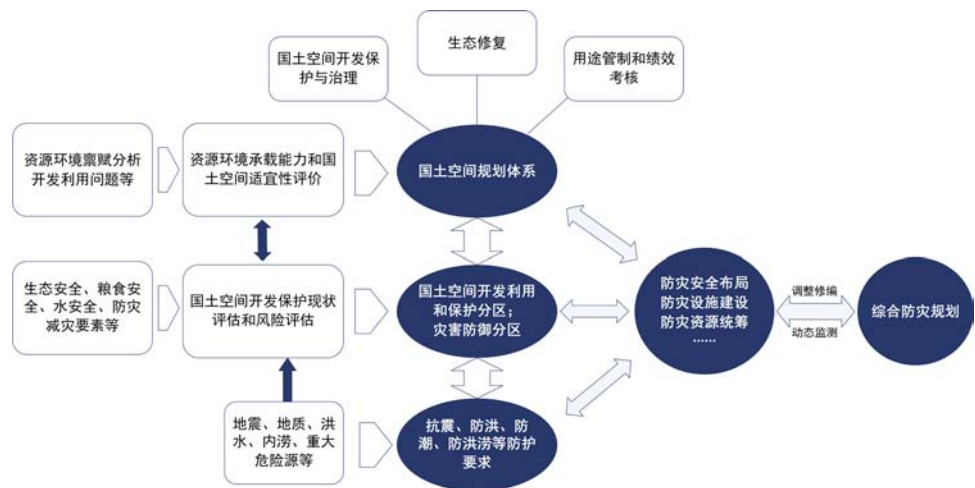 生态修复
国土空间开发保
护与治理
用途管制和绩效
考核
资源环境禀赋分析
开发利用问题等
资源环境承载能力和国
土空间适宜性评价
国土空间规划体系
生态安全、粮食安
全、水安全、防灾
减灾要素等
国土空间开发保护现状
评估和风险评估
国土空间开发利用
和保护分区；
灾害防御分区
防灾安全布局
防灾设施建设
防灾资源统筹
……
调整修编
动态监测
综合防灾规划
地震、地质、洪
水、内涝、重大
危险源等
抗震、防洪、防
潮、防洪涝等防护
要求